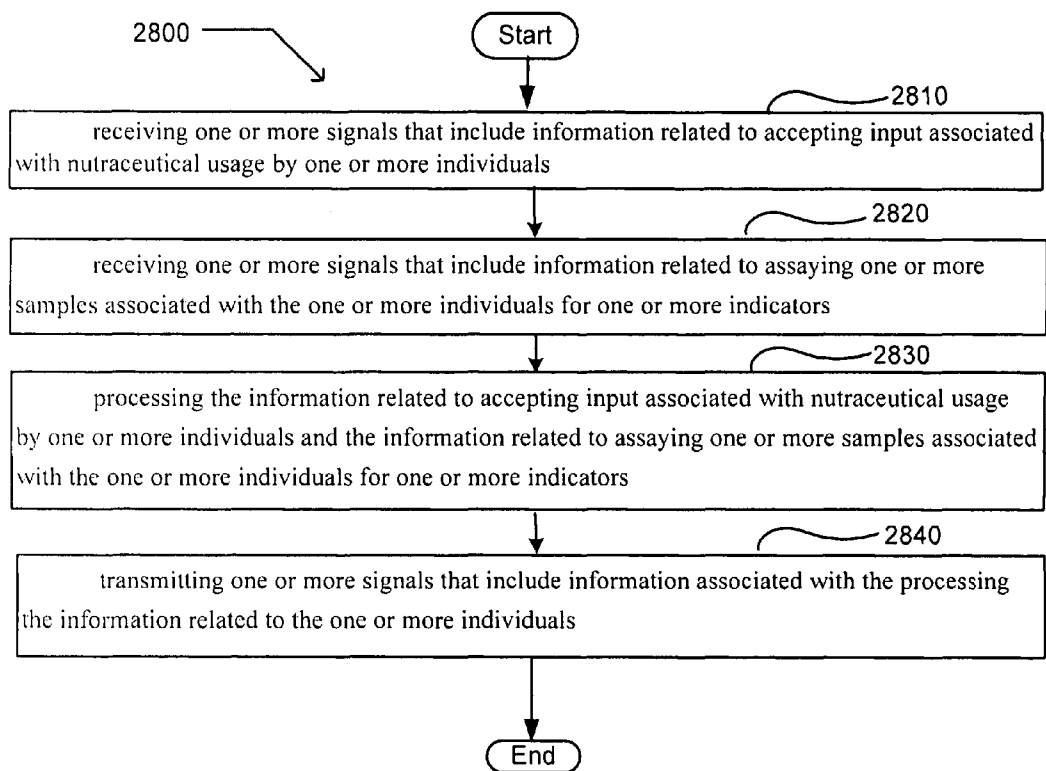 2800
Start
2810
receiving one or more signals that include information related to accepting input associated
with nutraceutical usage by one or more individuals
2820
receiving one or more signals that include information related to assaying one or more
samples associated with the one or more individuals for one or more indicators
2830
processing the information related to accepting input associated with nutraceutical usage
by one or more individuals and the information related to assaying one or more samples associated
with the one or more individuals for one or more indicators
2840
transmitting one or more signals that include information associated with the processing
the information related to the one or more individuals
End